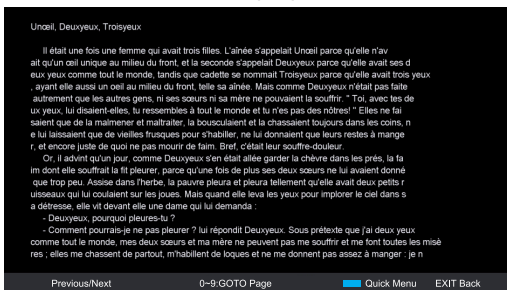 Unœil, Deuxyeux, Troisyeux
Il était une fois une femme qui avait trois filles. L'aînée s'appelait Unœil parce qu'elle n'av
ait qu'un œil unique au milieu du front, et la seconde s'appelait Deuxyeux parce qu'elle avait ses d
eux yeux comme tout le monde, tandis que cadette se nommait Troisyeux parce qu'elle avait trois yeux
, ayant elle aussi un oeil au milieu du front, telle sa aînée. Mais comme Deuxyeux n'était pas faite
autrement que les autres gens, ni ses sœurs ni sa mère ne pouvaient la souffrir. " Toi, avec tes de
ux yeux, lui disaient-elles, tu ressembles à tout le monde et tu n'es pas des nôtres! " Elles ne fai
saient que de la malmener et maltraiter, la bousculaient et la chassaient toujours dans les coins, n
e lui laissaient que de vieilles frusques pour s'habiller, ne lui donnaient que leurs restes à mange
r, et encore juste de quoi ne pas mourir de faim. Bref, c'était leur souffre-douleur.
Or, il advint qu'un jour, comme Deuxyeux s'en était allée garder la chèvre dans les prés, la fa
im dont elle souffrait la fit pleurer, parce qu'une fois de plus ses deux sœurs ne lui avaient donné
que trop peu. Assise dans l'herbe, la pauvre pleura et pleura tellement qu'elle avait deux petits r
uisseaux qui lui coulaient sur les joues. Mais quand elle leva les yeux pour implorer le ciel dans s
a détresse, elle vit devant elle une dame qui lui demanda :
- Deuxyeux, pourquoi pleures-tu ?
- Comment pourrais-je ne pas pleurer ? lui répondit Deuxyeux. Sous prétexte que j'ai deux yeux
comme tout le monde, mes deux sœurs et ma mère ne peuvent pas me souffrir et me font toutes les misè
res ; elles me chassent de partout, m'habillent de loques et ne me donnent pas assez à manger : je n
Previous/Next 0~9:GOTO Page Quick Menu EXIT Back